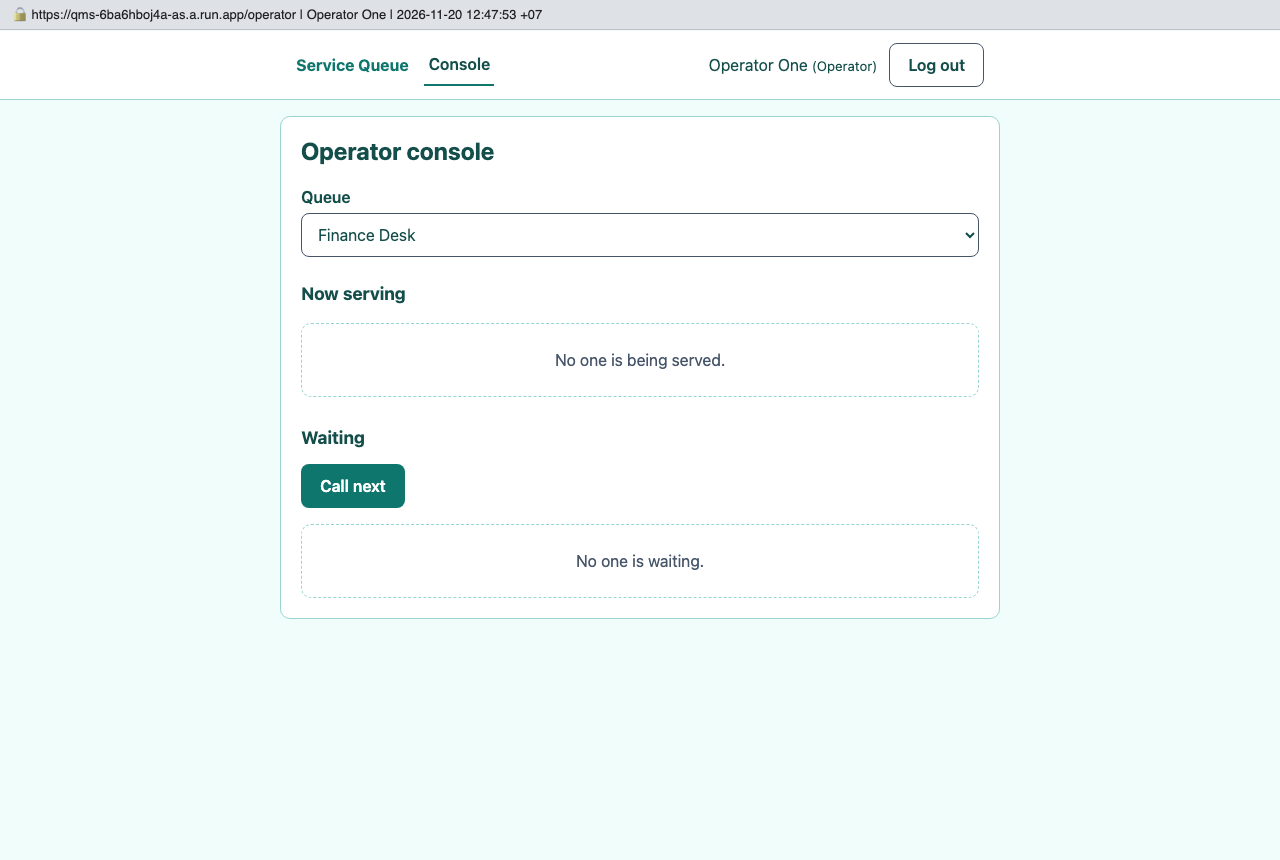 https://qms-6ba6hboj4a-as.a.run.app/operator | Operator One | 2026-11-20 12:47:53 +07
Service Queue Console Operator One (Operator) Log out
Operator console
Queue
Finance Desk
Now serving
No one is being served.
Waiting
Call next
No one is waiting.